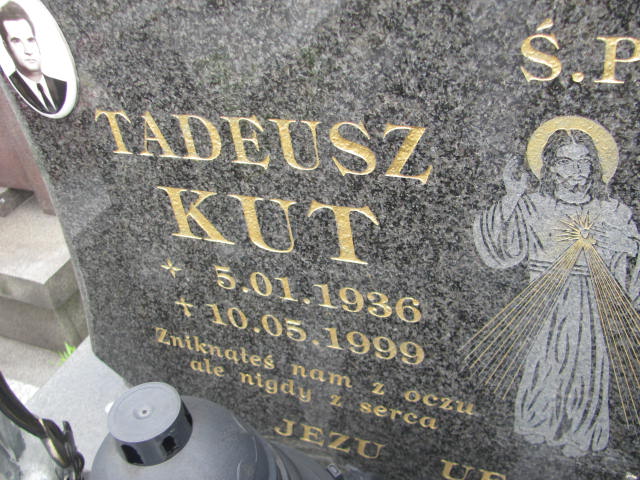 Ś.P
TADEUSZ
KUT
5.01.1936
10.05.1999
Zniknąłeś nam z oczu
ale nigdy z serca
JEZU